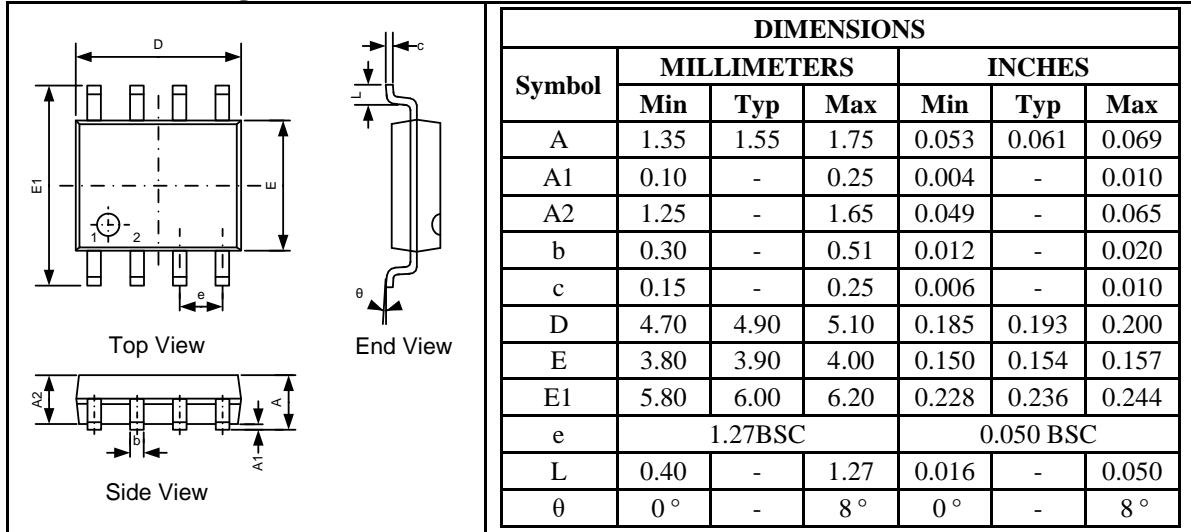 D
E1
E
1
2
e
Top View
c
L
θ
End View
A2
A
b
A1
Side View
DIMENSIONS
Symbol MILLIMETERS INCHES
Min Typ Max Min Typ Max
A 1.35 1.55 1.75 0.053 0.061 0.069
A1 0.10 - 0.25 0.004 - 0.010
A2 1.25 - 1.65 0.049 - 0.065
b 0.30 - 0.51 0.012 - 0.020
c 0.15 - 0.25 0.006 - 0.010
D 4.70 4.90 5.10 0.185 0.193 0.200
E 3.80 3.90 4.00 0.150 0.154 0.157
E1 5.80 6.00 6.20 0.228 0.236 0.244
e 1.27BSC 0.050 BSC
L 0.40 - 1.27 0.016 - 0.050
θ 0 ° - 8 ° 0 ° - 8 °